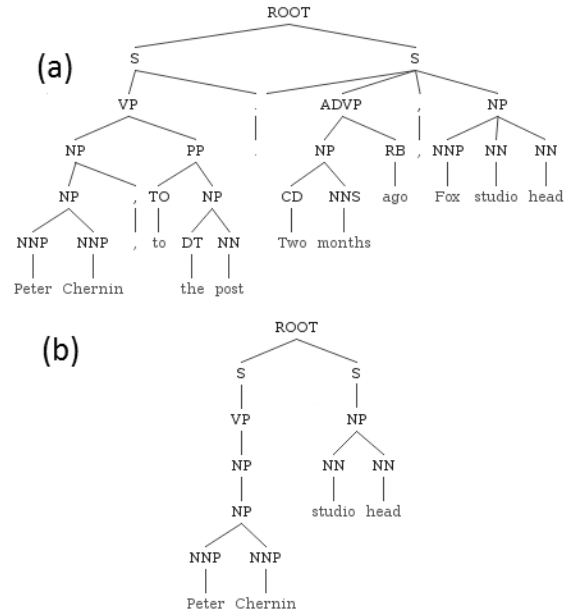 ROOT
(a)
S S
VP . ADVP , NP
NP PP . NP RB , NNP NN NN
NP , TO NP CD NNS ago Fox studio head
NNP NNP , to DT NN Two months
Peter Chernin the post
ROOT
(b)
S S
VP NP
NP NN NN
NP studio head
NNP NNP
Peter Chernin